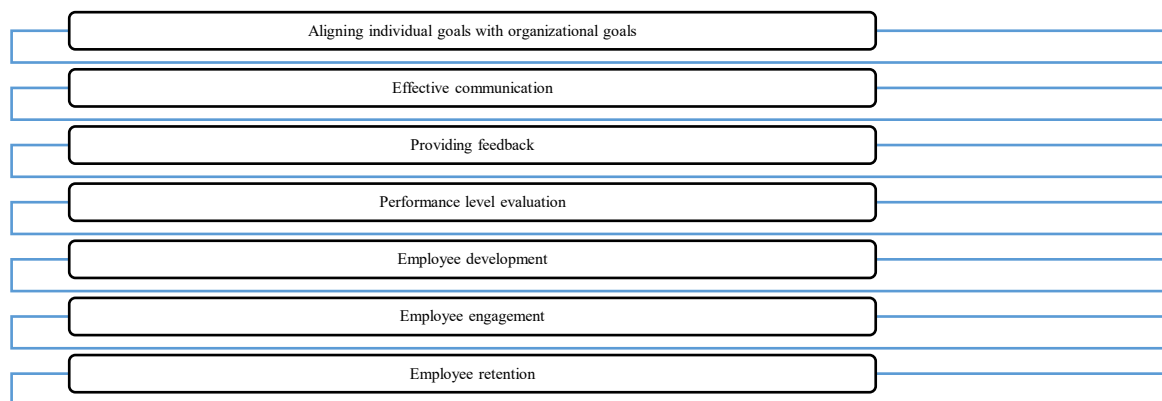 Aligning individual goals with organizational goals
Effective communication
Providing feedback
Performance level evaluation
Employee development
Employee engagement
Employee retention